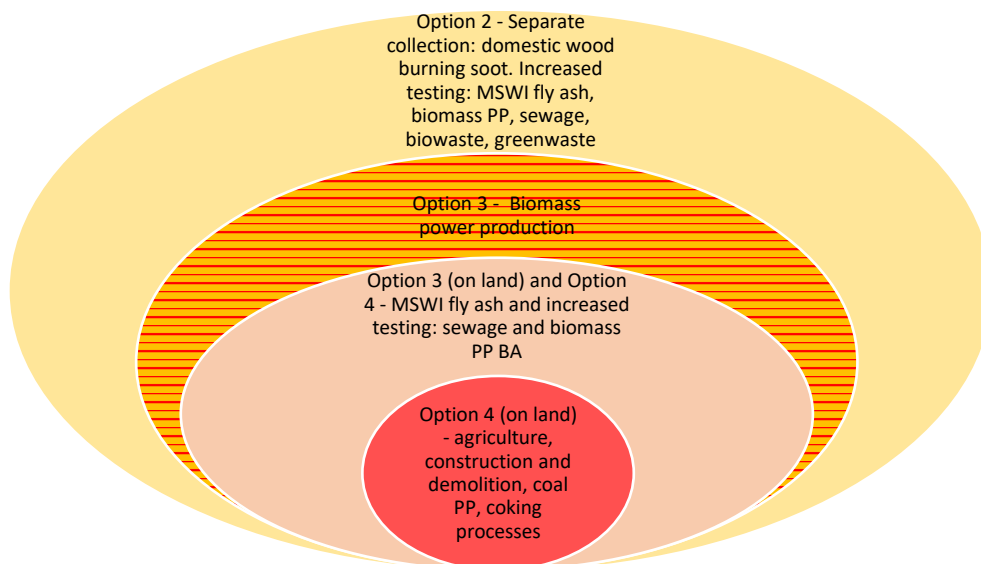 Option 2 - Separate
collection: domestic wood
burning soot. Increased
testing: MSWI fly ash,
biomass PP, sewage,
biowaste, greenwaste
Option 3 - Biomass
power production
Option 3 (on land) and Option
4 - MSWI fly ash and increased
testing: sewage and biomass
PP BA
Option 4 (on land)
- agriculture,
construction and
demolition, coal
PP, coking
processes